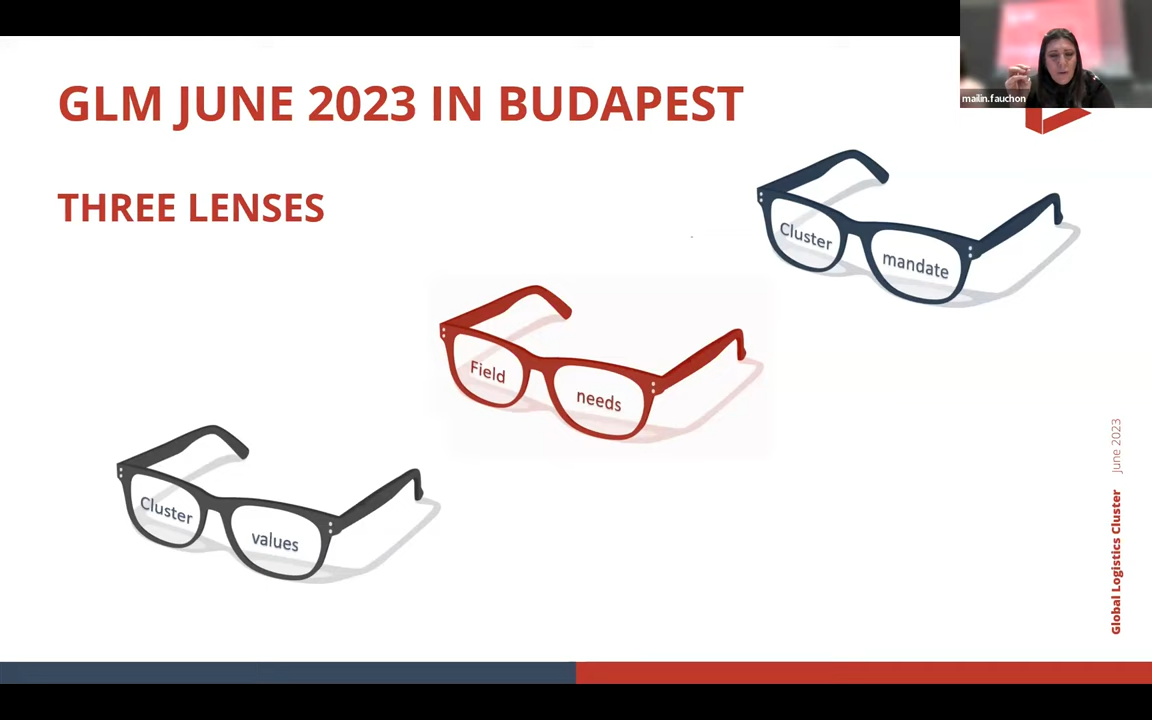 GLM JUNE 2023 IN BUDAPEST
mailin.fauchon
THREE LENSES
Cluster mandate
Field needs
Cluster values
Global Logistics Cluster June 2023